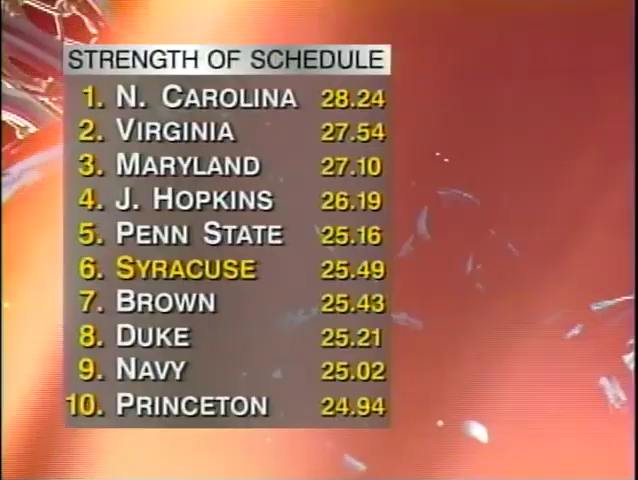 STRENGTH OF SCHEDULE
1. N. CAROLINA 28.24
2. VIRGINIA 27.54
3. MARYLAND 27.10
4. J. HOPKINS 26.19
5. PENN STATE 25.16
6. SYRACUSE 25.49
7. BROWN 25.43
8. DUKE 25.21
9. NAVY 25.02
10. PRINCETON 24.94